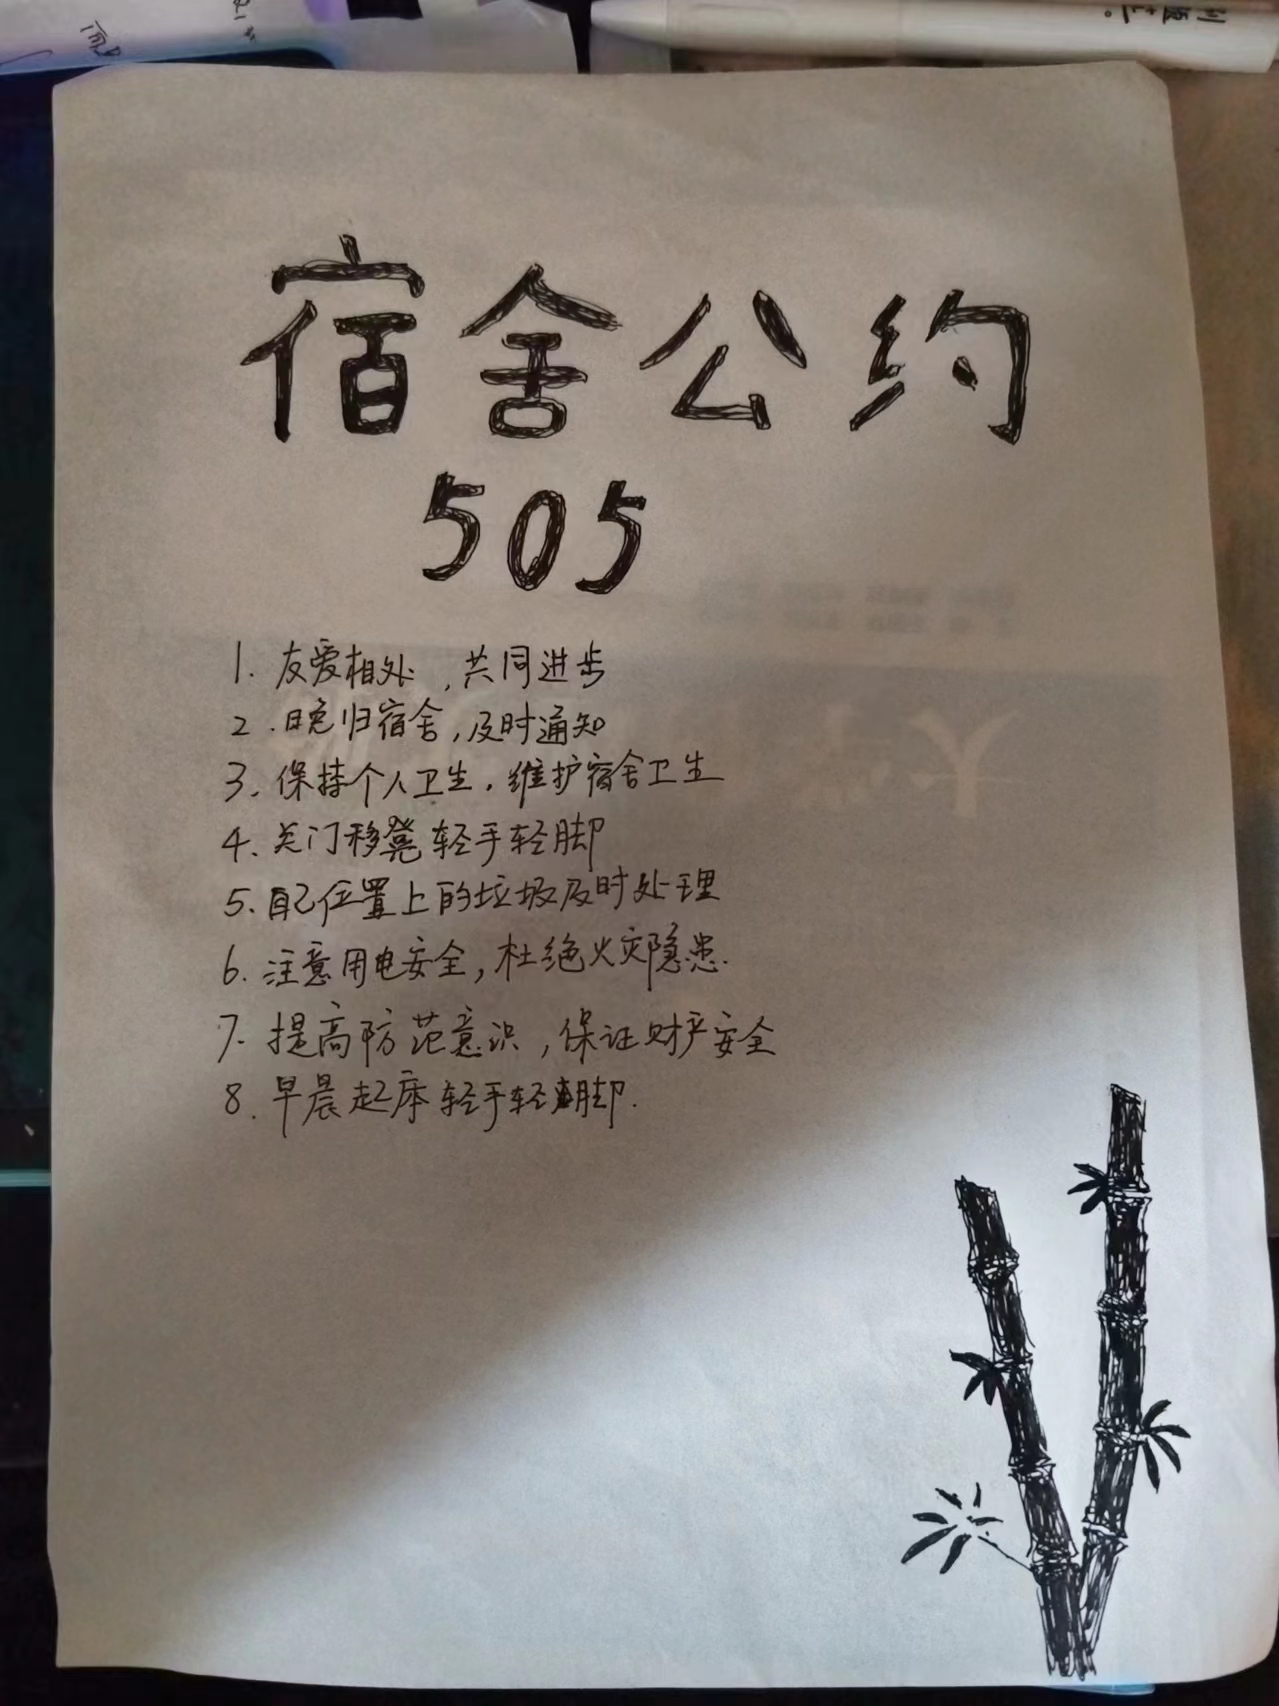 宿舍公约
505
1. 友爱相处,共同进步
2.晚归宿舍,及时通知
3.保持个人卫生,维护宿舍卫生
4.关门移凳轻手轻脚
5.自己位置上的垃圾及时处理
6.注意用电安全,杜绝火灾隐患.
7.提高防范意识,保证财产安全
8.早晨起床轻手轻脚.